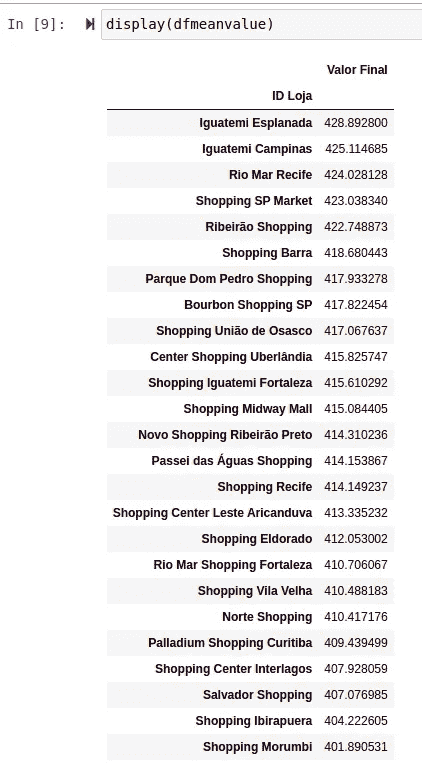 In [9]: display(dfmeanvalue)
Valor Final
ID Loja
Iguatemi Esplanada 428.892800
Iguatemi Campinas 425.114685
Rio Mar Recife 424.028128
Shopping SP Market 423.038340
Ribeirão Shopping 422.748873
Shopping Barra 418.680443
Parque Dom Pedro Shopping 417.933278
Bourbon Shopping SP 417.822454
Shopping União de Osasco 417.067637
Center Shopping Uberlândia 415.825747
Shopping Iguatemi Fortaleza 415.610292
Shopping Midway Mall 415.084405
Novo Shopping Ribeirão Preto 414.310236
Passei das Águas Shopping 414.153867
Shopping Recife 414.149237
Shopping Center Leste Aricanduva 413.335232
Shopping Eldorado 412.053002
Rio Mar Shopping Fortaleza 410.706067
Shopping Vila Velha 410.488183
Norte Shopping 410.417176
Palladium Shopping Curitiba 409.439499
Shopping Center Interlagos 407.928059
Salvador Shopping 407.076985
Shopping Ibirapuera 404.222605
Shopping Morumbi 401.890531